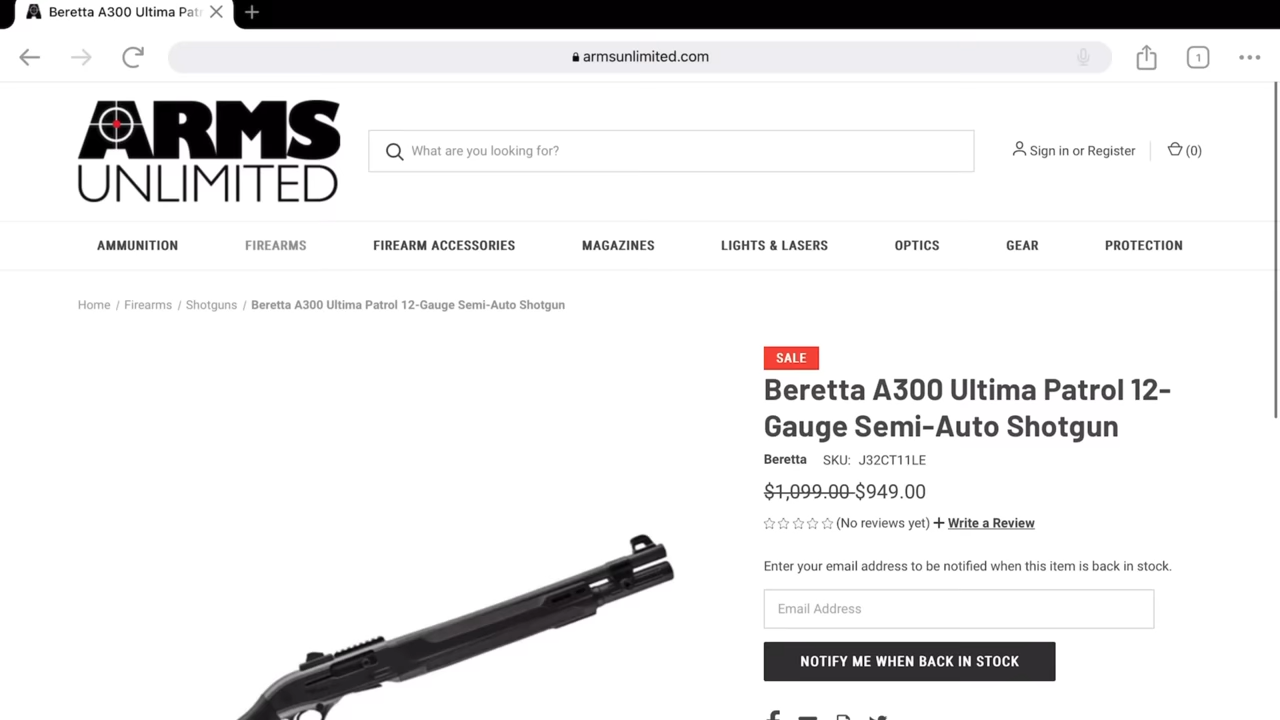 Beretta A300 Ultima Patr
armsunlimited.com
1
ARMS
UNLIMITED
What are you looking for?
Sign in or Register
(0)
AMMUNITION
FIREARMS
FIREARM ACCESSORIES
MAGAZINES
LIGHTS & LASERS
OPTICS
GEAR
PROTECTION
Home / Firearms / Shotguns / Beretta A300 Ultima Patrol 12-Gauge Semi-Auto Shotgun
SALE
Beretta A300 Ultima Patrol 12-
Gauge Semi-Auto Shotgun
Beretta SKU: J32CT11LE
$1,099.00 $949.00
(No reviews yet) + Write a Review
Enter your email address to be notified when this item is back in stock.
Email Address
NOTIFY ME WHEN BACK IN STOCK